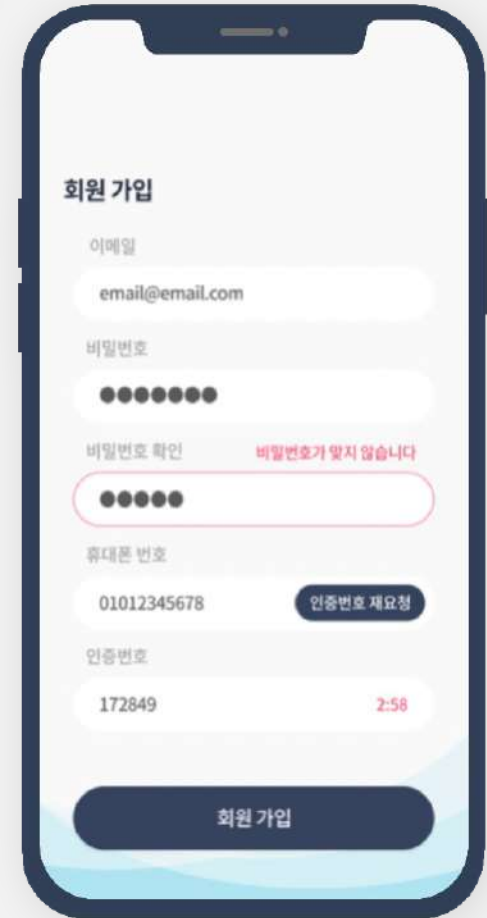 회원 가입
이메일
email@email.com
비밀번호
●●●●●●●
비밀번호 확인 비밀번호가 맞지 않습니다
●●●●●
휴대폰 번호
01012345678 인증번호 재요청
인증번호
172849 2:58
회원 가입